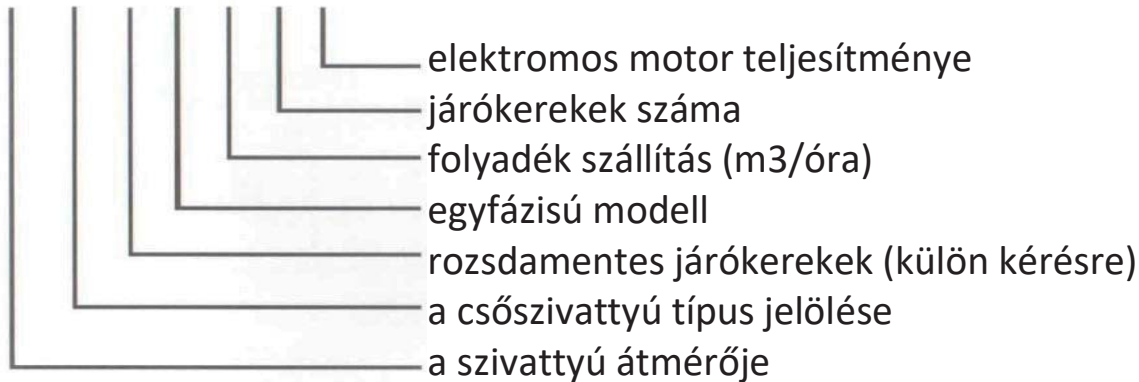 elektromos motor teljesítménye
járókerekek száma
folyadék szállítás (m3/óra)
egyfázisú modell
rozsdamentes járókerekek (külön kérésre)
a csőszivattyú típus jelölése
a szivattyú átmérője